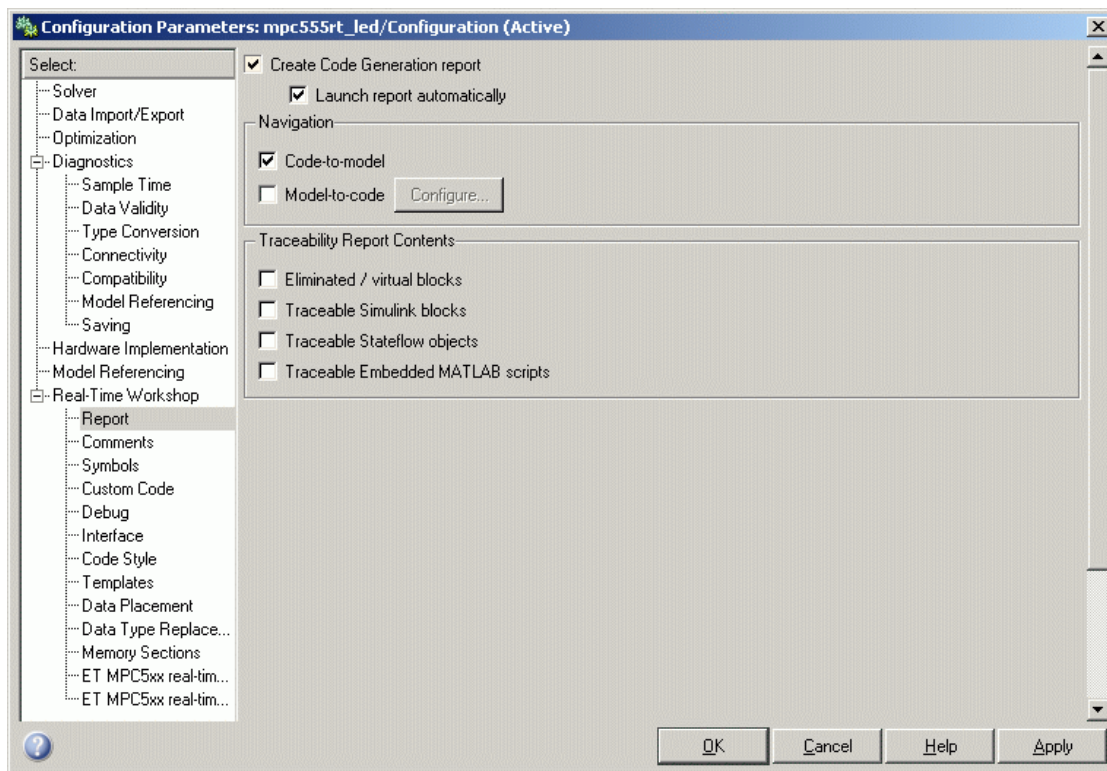 Configuration Parameters: mpc555rt_led/Configuration (Active)
Select:
Solver
Data Import/Export
Optimization
Diagnostics
Sample Time
Data Validity
Type Conversion
Connectivity
Compatibility
Model Referencing
Saving
Hardware Implementation
Model Referencing
Real-Time Workshop
Report
Comments
Symbols
Custom Code
Debug
Interface
Code Style
Templates
Data Placement
Data Type Replace...
Memory Sections
ET MPC5xx real-tim...
ET MPC5xx real-tim...
Create Code Generation report
Launch report automatically
Navigation
Code-to-model
Model-to-code
Configure...
Traceability Report Contents
Eliminated / virtual blocks
Traceable Simulink blocks
Traceable Stateflow objects
Traceable Embedded MATLAB scripts
?
OK
Cancel
Help
Apply